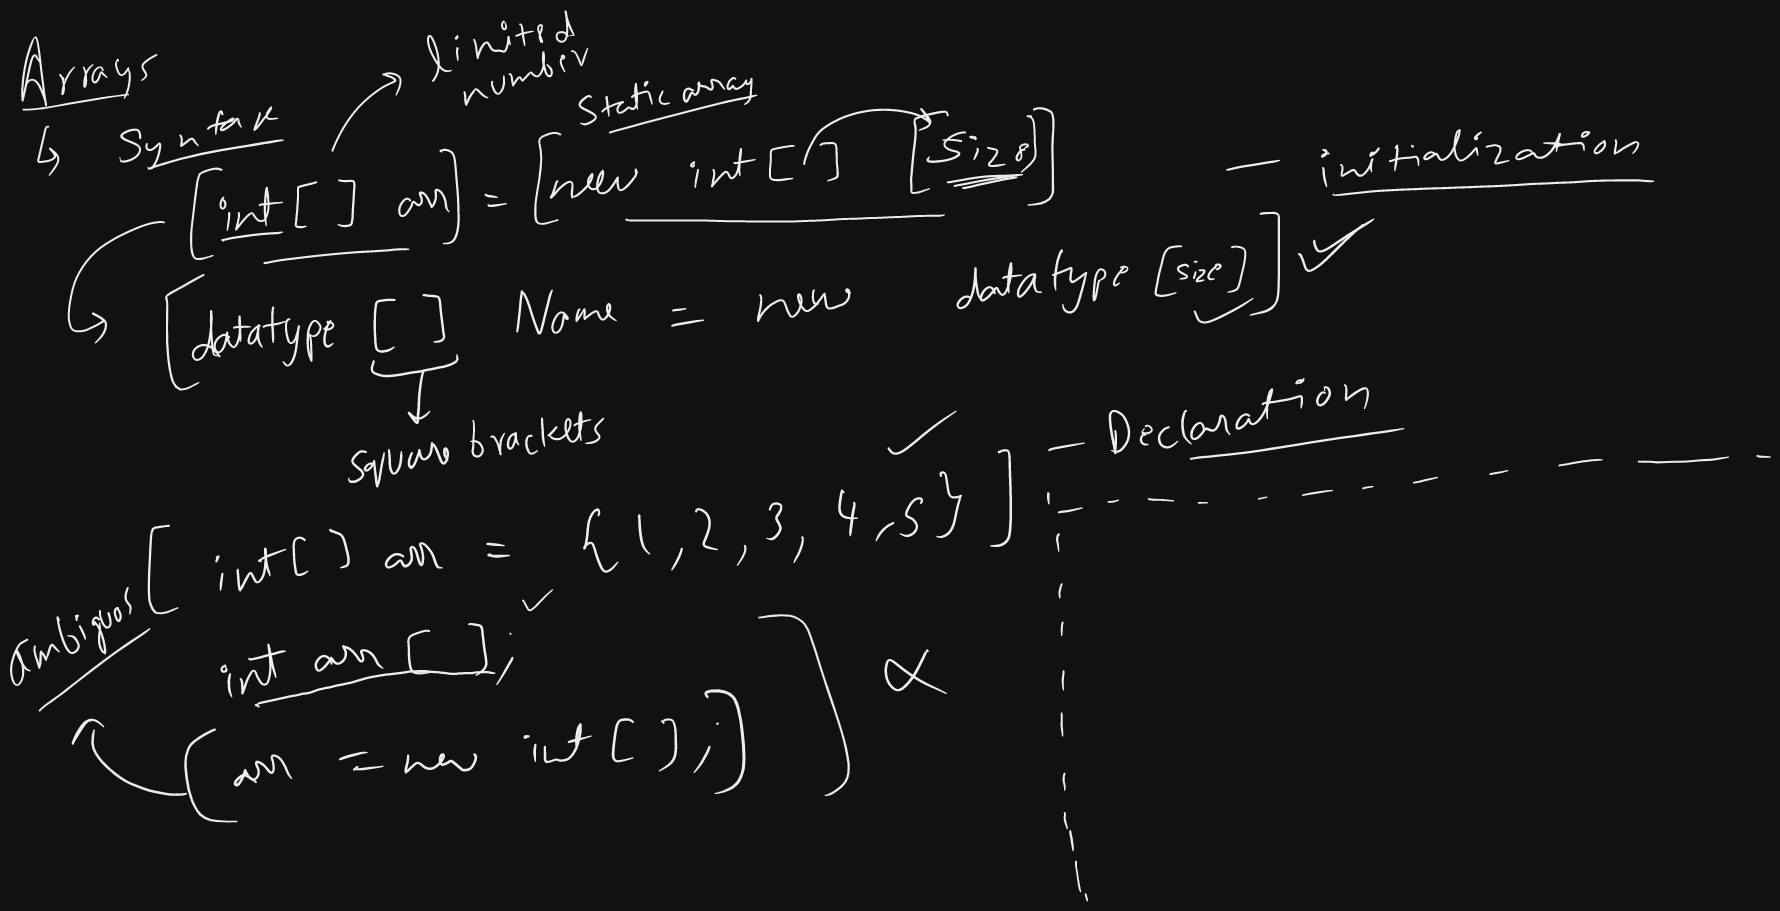 Arrays
limited
number
↳ Syntax
Static array
[int[] arr] = [new int[] [size]] — initialization
[datatype [] Name = new datatype [size]] ✓
square brackets
— Declaration
[int[] arr = {1, 2, 3, 4, 5}]
ambiguos
int arr[];
(arr = new int[];)